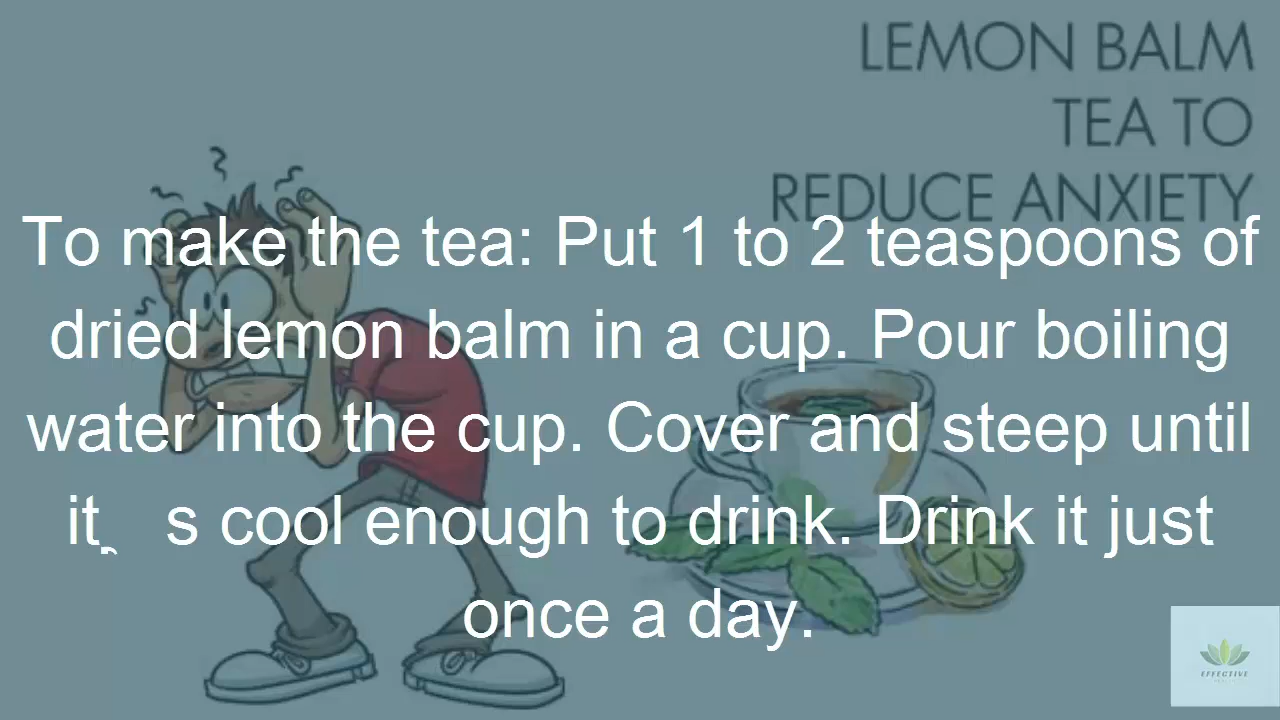 LEMON BALM
TEA TO
REDUCE ANXIETY
To make the tea: Put 1 to 2 teaspoons of
dried lemon balm in a cup. Pour boiling
water into the cup. Cover and steep until
it s cool enough to drink. Drink it just
once a day.
EFFECTIVE